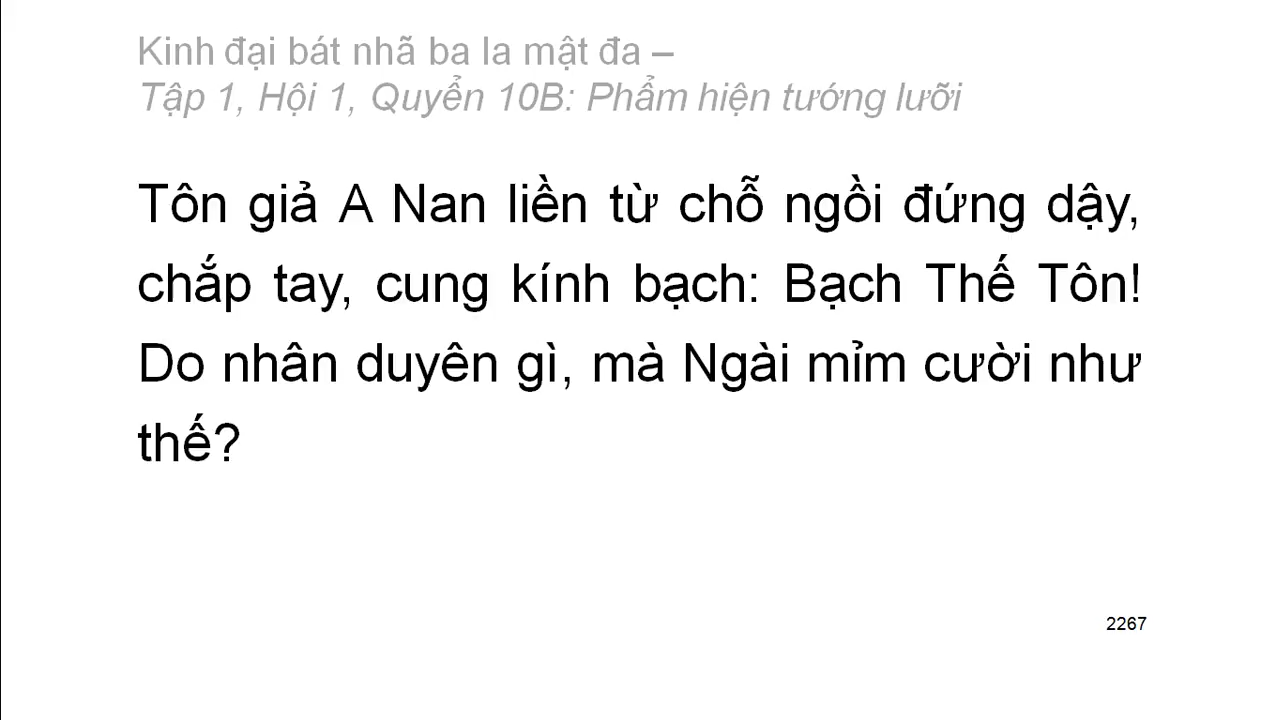 Kinh đại bát nhã ba la mật đa –
Tập 1, Hội 1, Quyển 10B: Phẩm hiện tướng lưỡi
Tôn giả A Nan liền từ chỗ ngồi đứng dậy,
chắp tay, cung kính bạch: Bạch Thế Tôn!
Do nhân duyên gì, mà Ngài mỉm cười như
thế?
2267